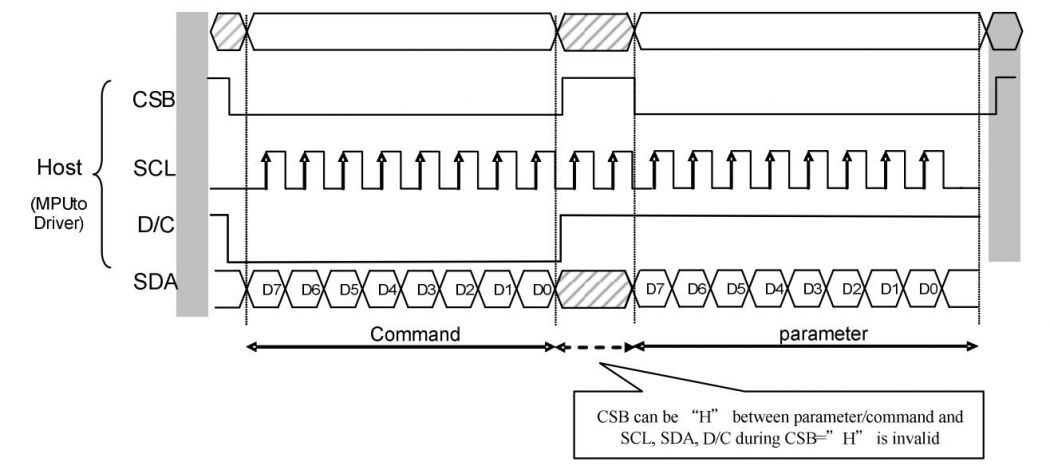 CSB
SCL
Host
(MPUto
Driver)
D/C
SDA
D7 D6 D5 D4 D3 D2 D1 D0 D7 D6 D5 D4 D3 D2 D1 D0
Command
parameter
CSB can be “H” between parameter/command and
SCL, SDA, D/C during CSB=” H” is invalid